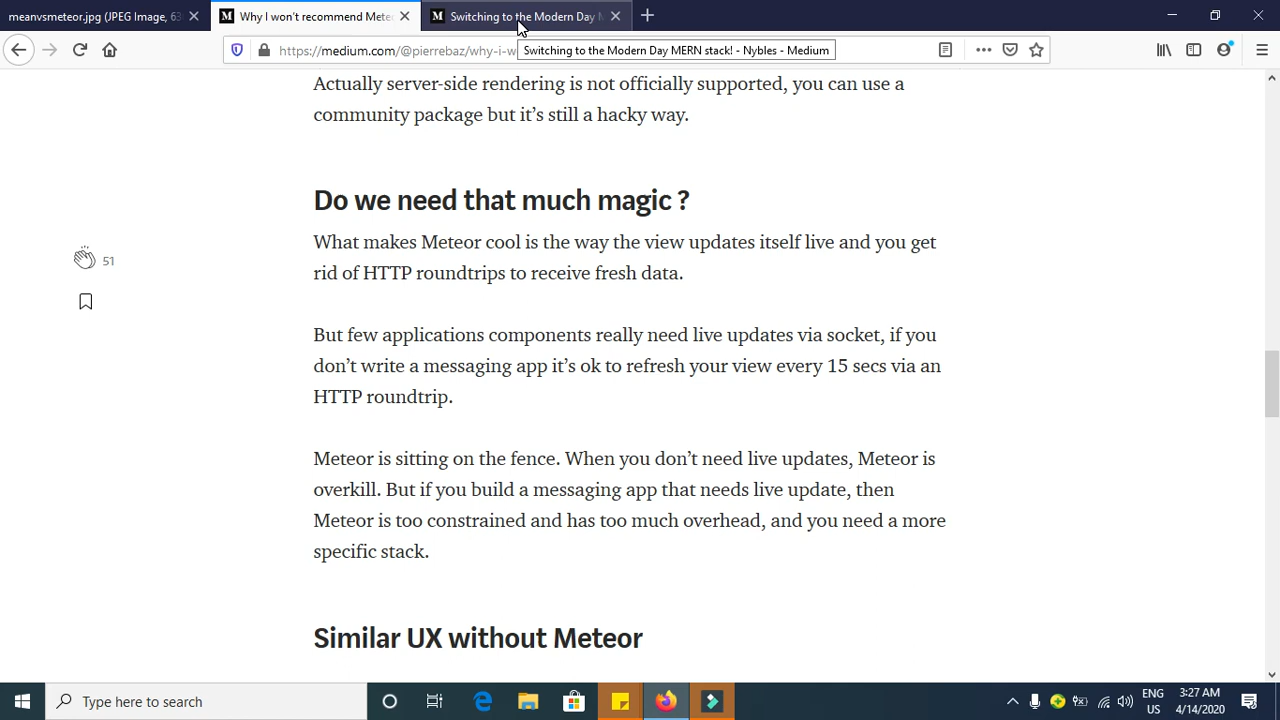 meanvsmeteor.jpg (JPEG Image, 63
Why I won't recommend Mete
Switching to the Modern Day M
https://medium.com/@pierrebaz/why-i-w
Switching to the Modern Day MERN stack! - Nybles - Medium
Actually server-side rendering is not officially supported, you can use a
community package but it’s still a hacky way.
Do we need that much magic ?
What makes Meteor cool is the way the view updates itself live and you get
rid of HTTP roundtrips to receive fresh data.
51
But few applications components really need live updates via socket, if you
don’t write a messaging app it’s ok to refresh your view every 15 secs via an
HTTP roundtrip.
Meteor is sitting on the fence. When you don’t need live updates, Meteor is
overkill. But if you build a messaging app that needs live update, then
Meteor is too constrained and has too much overhead, and you need a more
specific stack.
Similar UX without Meteor
Type here to search
ENG
US
3:27 AM
4/14/2020